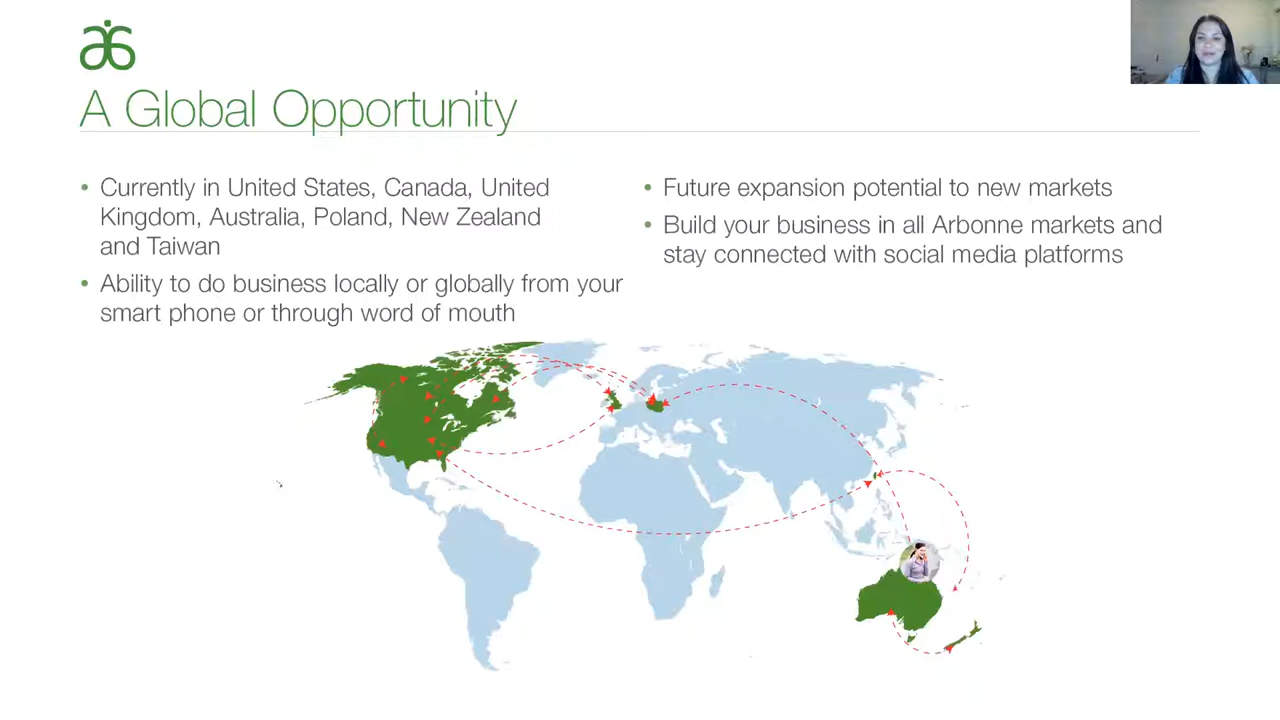 A Global Opportunity
• Currently in United States, Canada, United
Kingdom, Australia, Poland, New Zealand
and Taiwan
• Ability to do business locally or globally from your
smart phone or through word of mouth
• Future expansion potential to new markets
• Build your business in all Arbonne markets and
stay connected with social media platforms